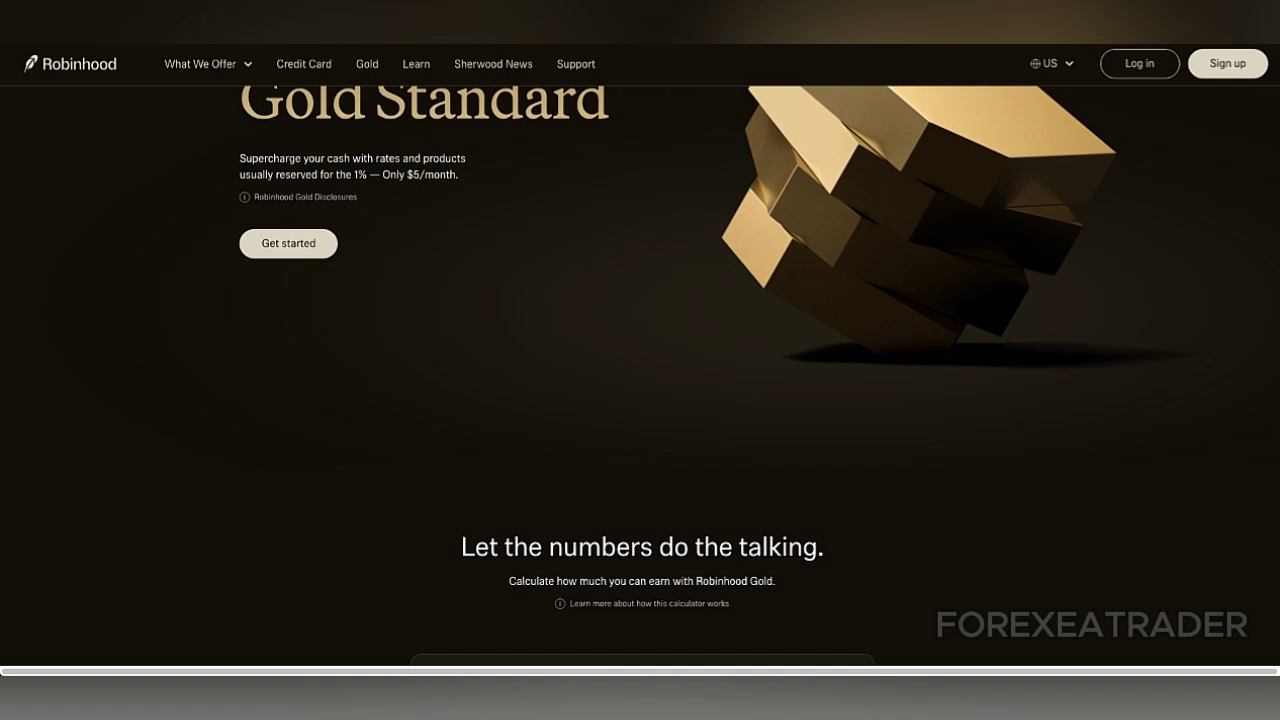 Robinhood
What We Offer
Credit Card
Gold
Learn
Sherwood News
Support
US
Log in
Sign up
Gold Standard
Supercharge your cash with rates and products
usually reserved for the 1% — Only $5/month.
Robinhood Gold Disclosures
Get started
Let the numbers do the talking.
Calculate how much you can earn with Robinhood Gold.
Learn more about how this calculator works
FOREXEATRADER